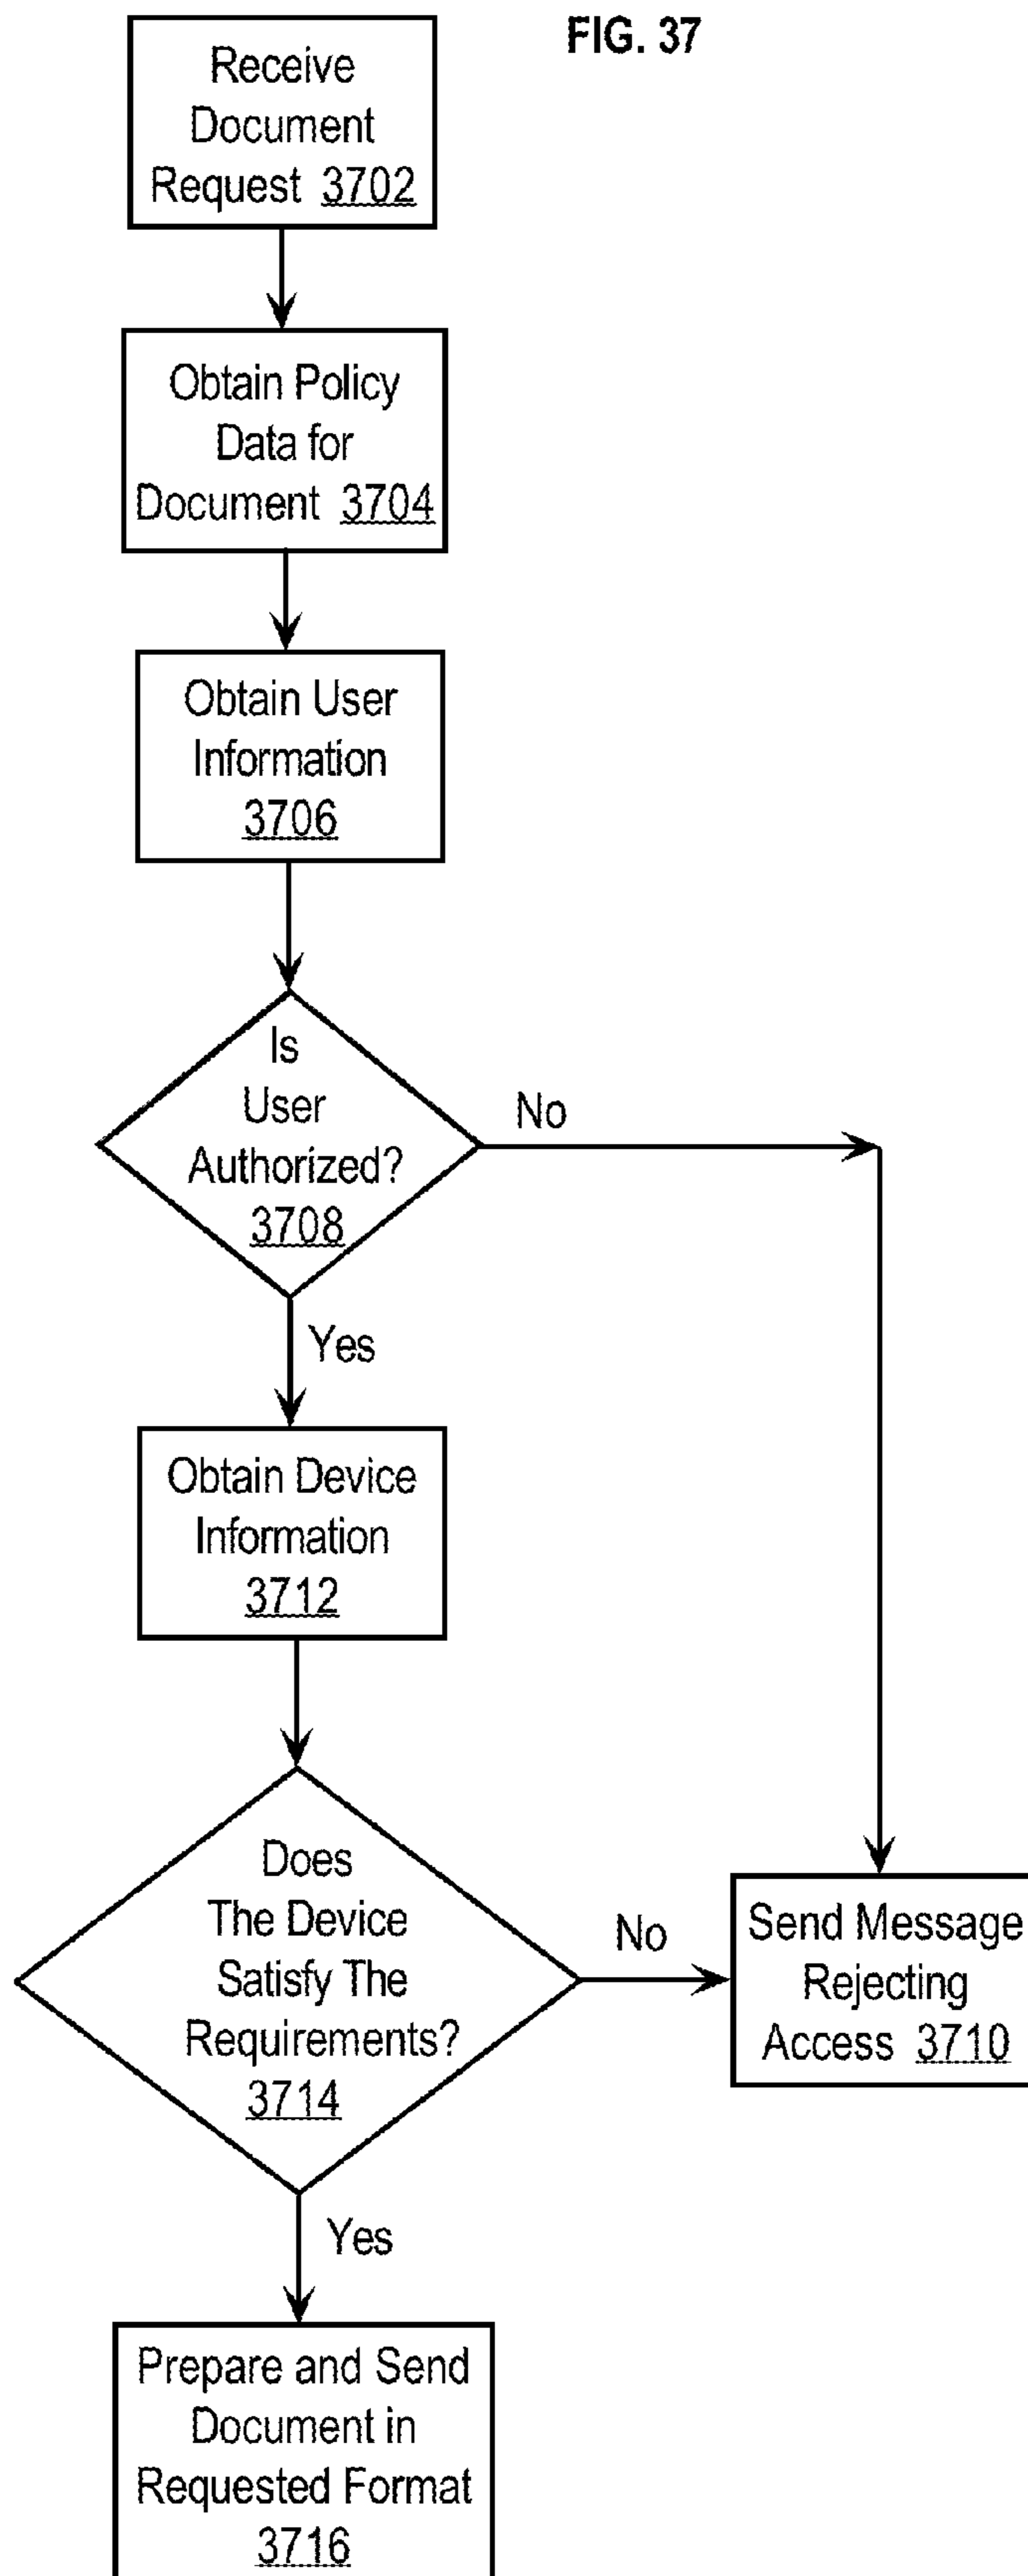 FIG. 37
Receive
Document
Request 3702
Obtain Policy
Data for
Document 3704
Obtain User
Information
3706
Is
User
Authorized?
3708
No
Yes
Obtain Device
Information
3712
Does
The Device
Satisfy The
Requirements?
3714
No
Send Message
Rejecting
Access 3710
Yes
Prepare and Send
Document in
Requested Format
3716